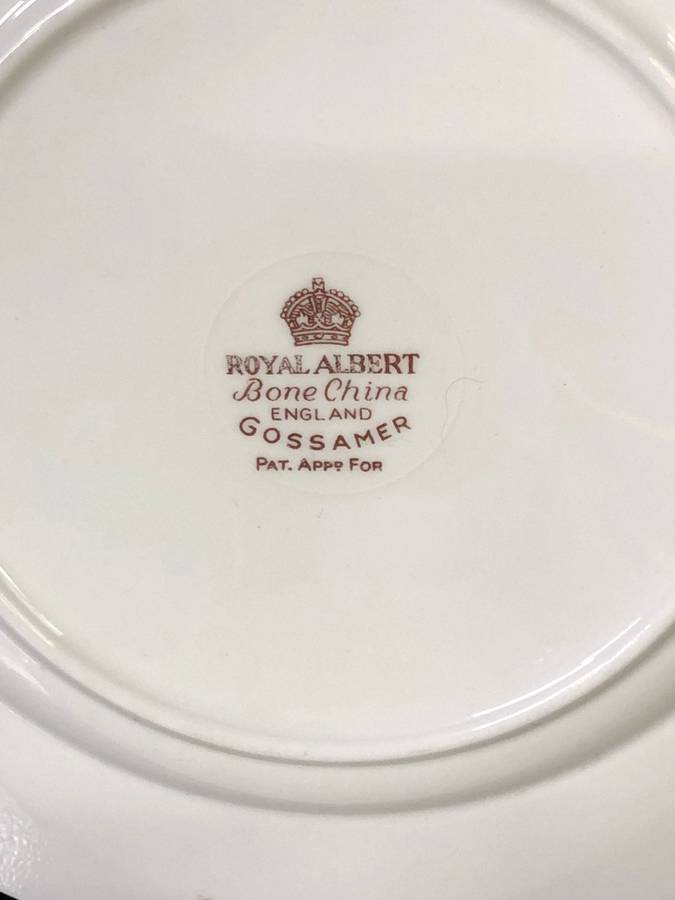 ROYAL ALBERT
Bone China
ENGLAND
GOSSAMER
PAT. APPD FOR